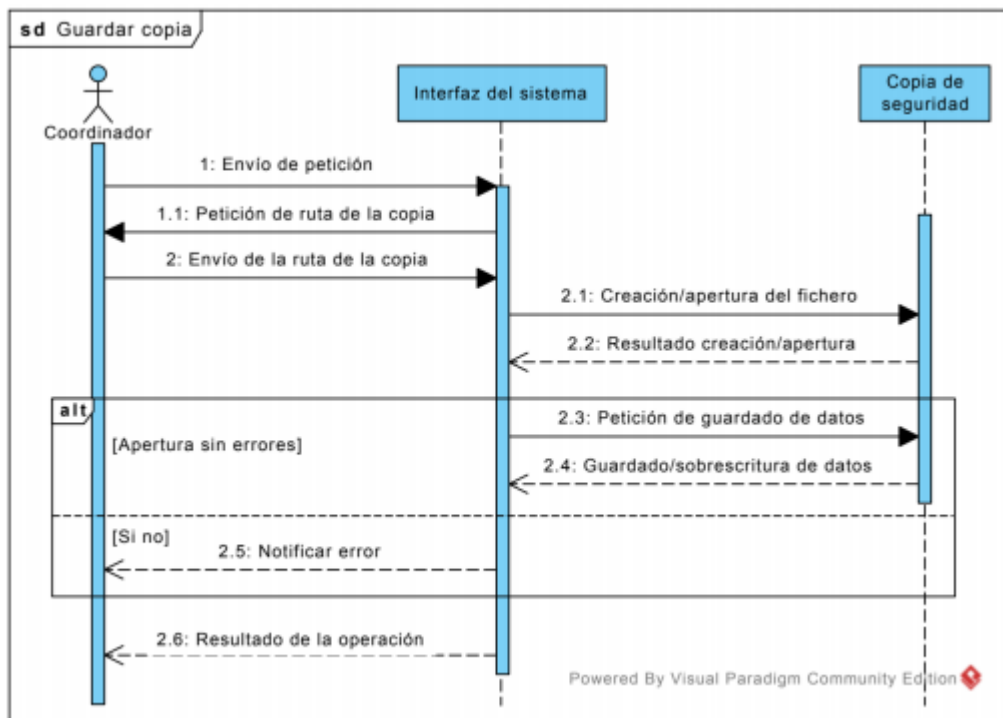 sd Guardar copia
Coordinador
Interfaz del sistema
Copia de
seguridad
1: Envío de petición
1.1: Petición de ruta de la copia
2: Envío de la ruta de la copia
2.1: Creación/apertura del fichero
2.2: Resultado creación/apertura
alt
[Apertura sin errores]
2.3: Petición de guardado de datos
2.4: Guardado/sobrescritura de datos
[Si no]
2.5: Notificar error
2.6: Resultado de la operación
Powered By Visual Paradigm Community Edition